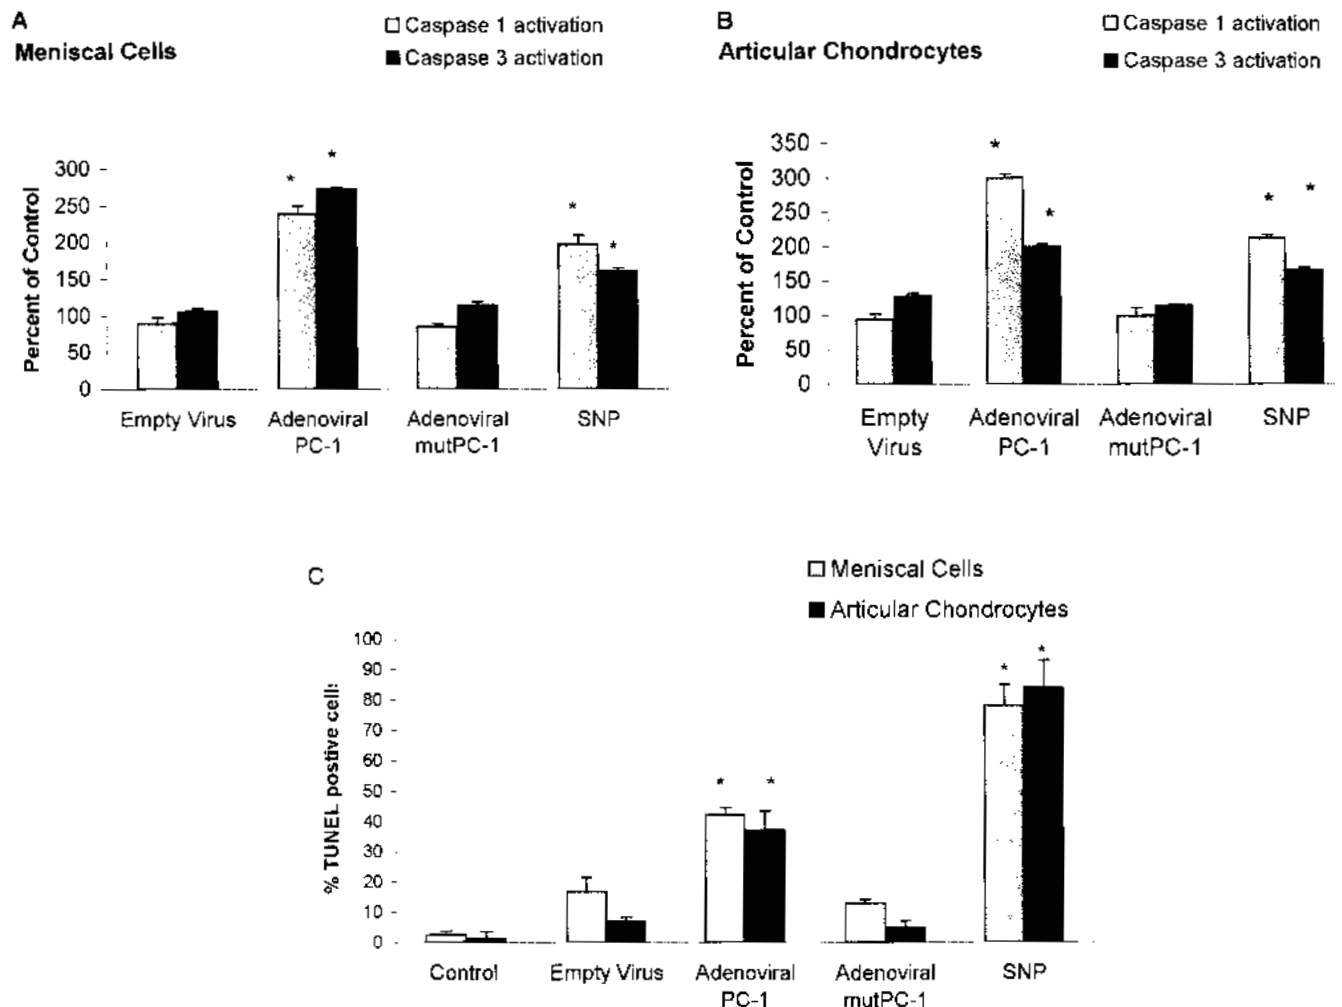 A
Meniscal Cells
Caspase 1 activation
Caspase 3 activation
Percent of Control
300
250
200
150
100
50
0
* * * *
Empty Virus Adenoviral PC-1 Adenoviral mutPC-1 SNP
B
Articular Chondrocytes
Caspase 1 activation
Caspase 3 activation
Percent of Control
350
300
250
200
150
100
50
0
* * * *
Empty Virus Adenoviral PC-1 Adenoviral mutPC-1 SNP
C
Meniscal Cells
Articular Chondrocytes
% TUNEL postive cells
100
90
80
70
60
50
40
30
20
10
0
* * * *
Control Empty Virus Adenoviral PC-1 Adenoviral mutPC-1 SNP